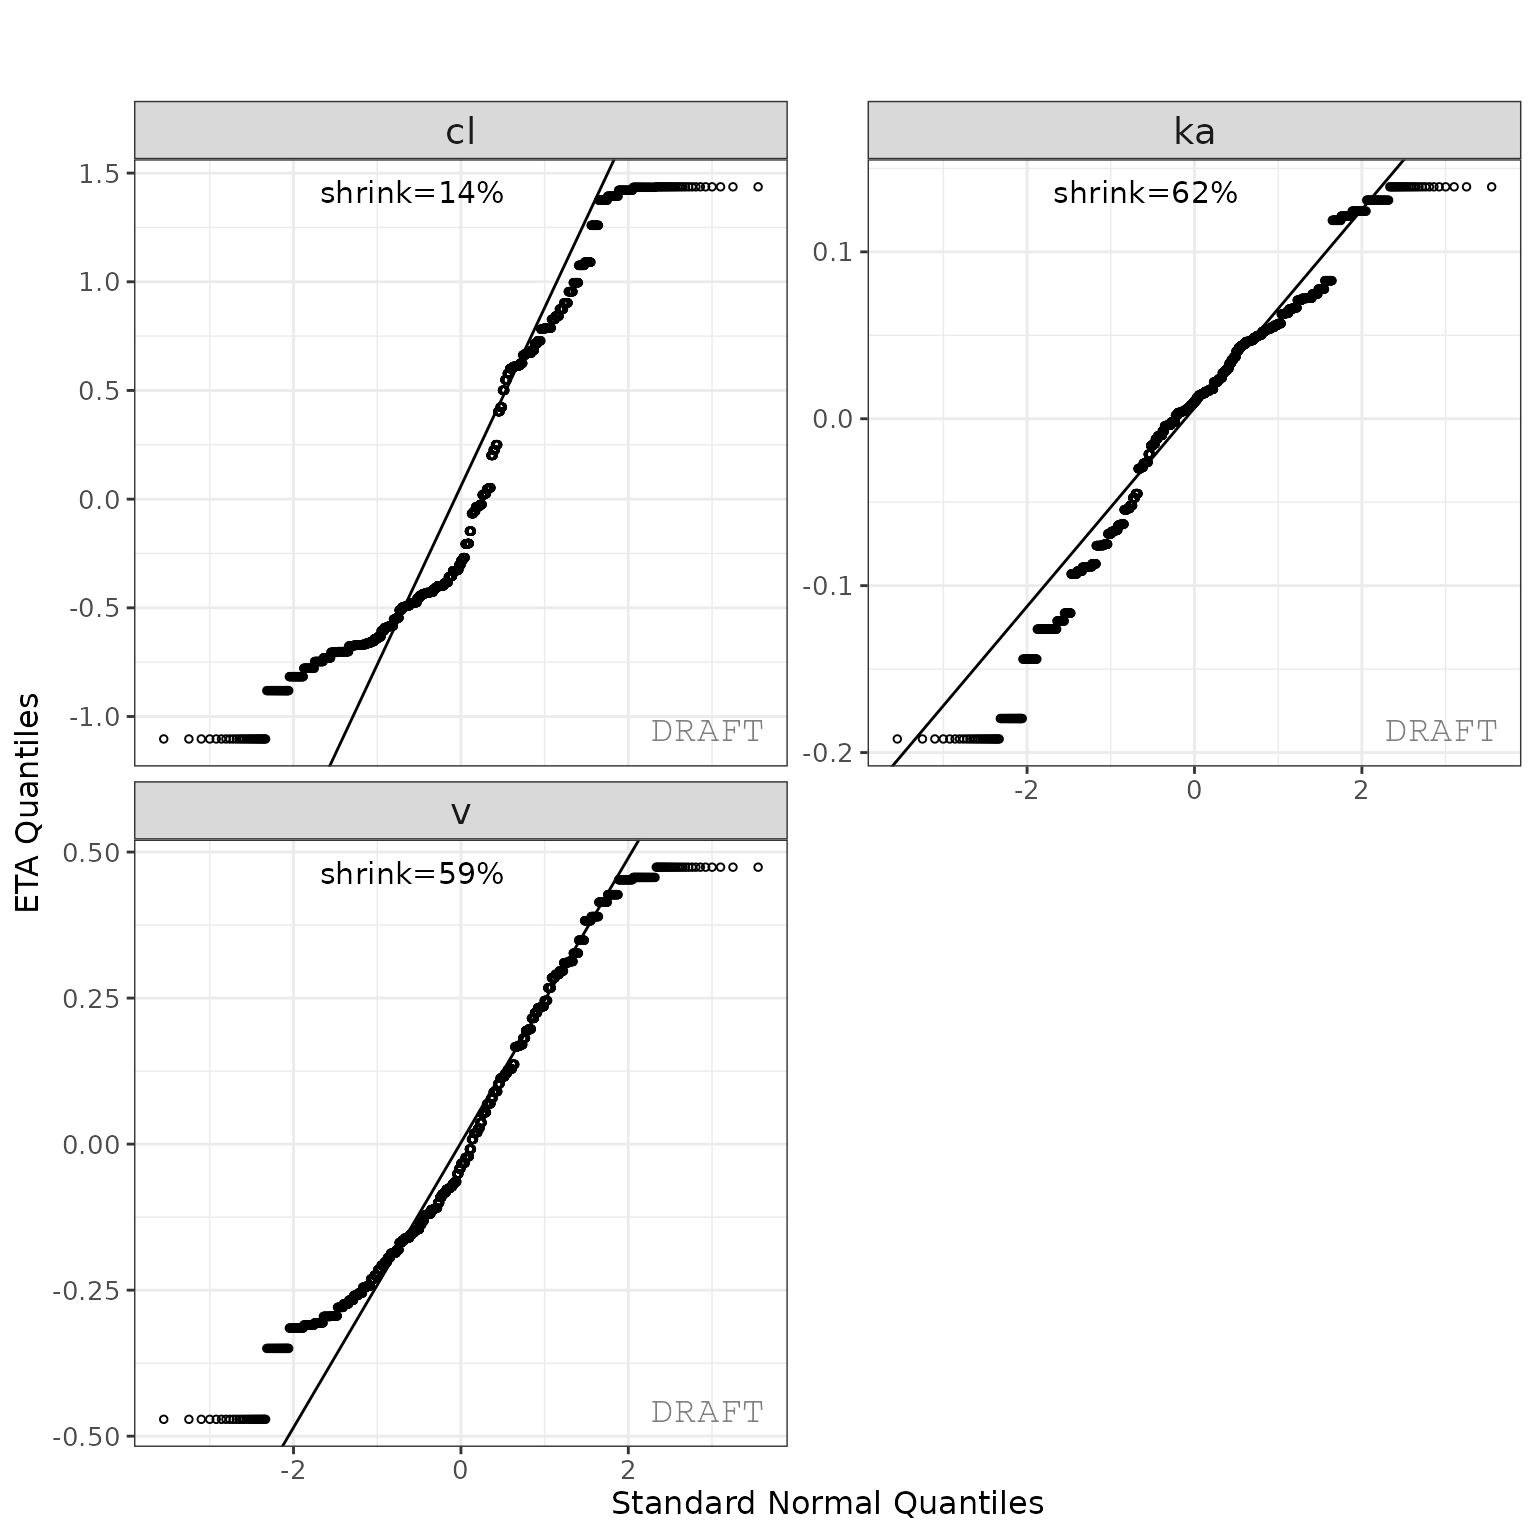 cl
shrink=14%
1.5
1.0
0.5
0.0
-0.5
-1.0
DRAFT
ka
shrink=62%
0.1
0.0
-0.1
-0.2
DRAFT
-2 0 2
v
shrink=59%
0.50
0.25
0.00
-0.25
-0.50
DRAFT
-2 0 2
ETA Quantiles
Standard Normal Quantiles